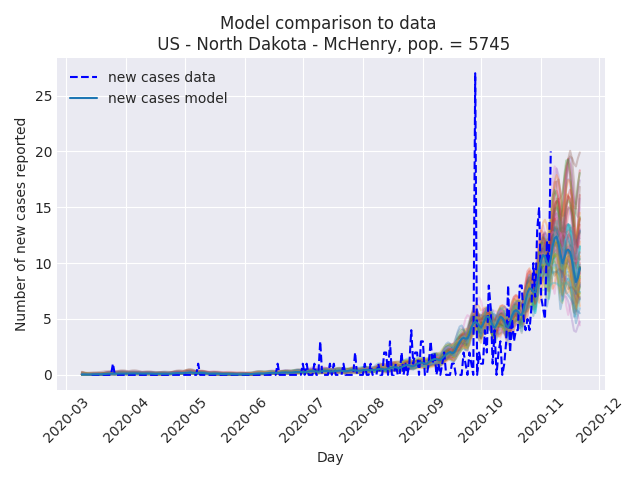 Model comparison to data
US - North Dakota - McHenry, pop. = 5745
new cases data
new cases model
Number of new cases reported
25
20
15
10
5
0
2020-03
2020-04
2020-05
2020-06
2020-07
2020-08
2020-09
2020-10
2020-11
2020-12
Day